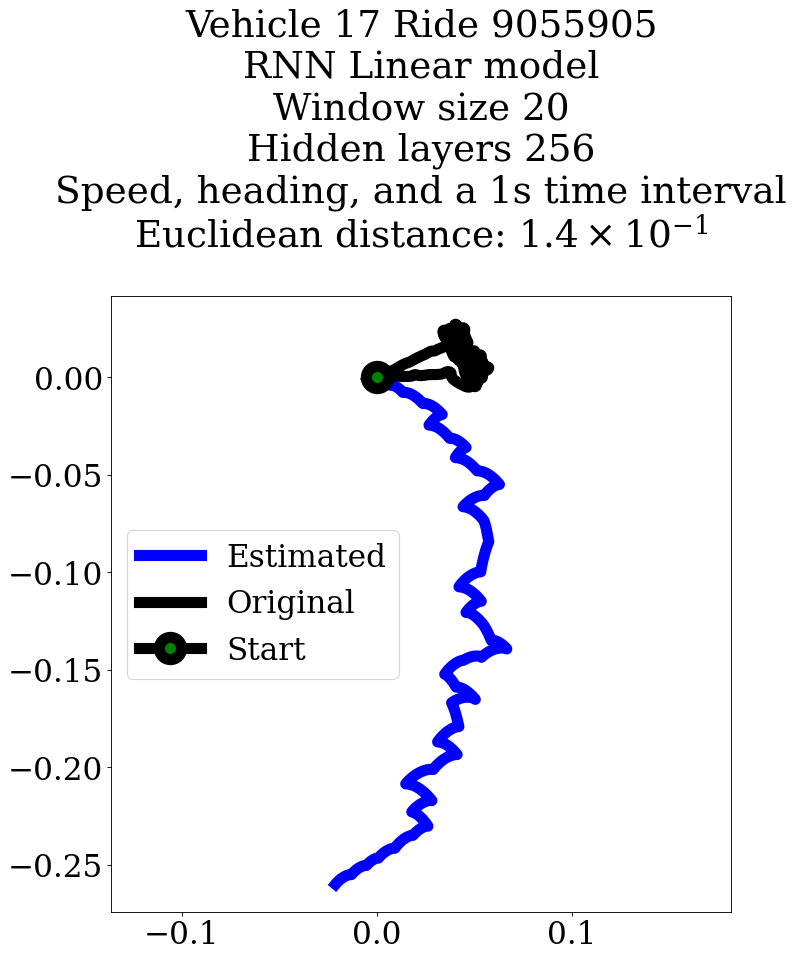 Vehicle 17 Ride 9055905
RNN Linear model
Window size 20
Hidden layers 256
Speed, heading, and a 1s time interval
Euclidean distance: 1.4 × 10⁻¹
0.00
−0.05
−0.10
−0.15
−0.20
−0.25
Estimated
Original
Start
−0.1
0.0
0.1